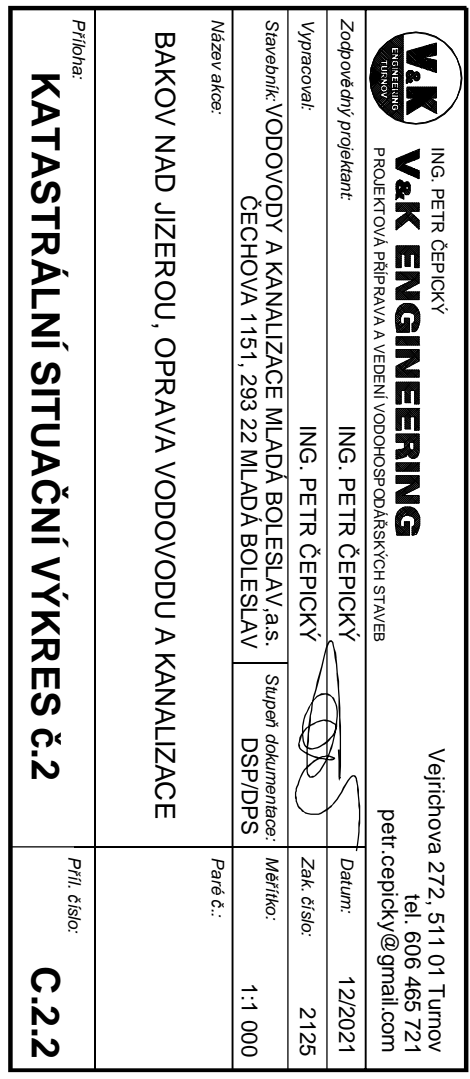 V&K
ENGINEERING
TURNOV
ING. PETR ČEPICKÝ
V&K ENGINEERING
PROJEKTOVÁ PŘÍPRAVA A VEDENÍ VODOHOSPODÁŘSKÝCH STAVEB
Vejrichova 272, 511 01 Turnov
tel. 606 465 721
petr.cepicky@gmail.com
Zodpovědný projektant: ING. PETR ČEPICKÝ
Datum: 12/2021
Vypracoval: ING. PETR ČEPICKÝ
Zak. číslo: 2125
Stavebník: VODOVODY A KANALIZACE MLADÁ BOLESLAV,a.s.
ČECHOVA 1151, 293 22 MLADÁ BOLESLAV
Stupeň dokumentace:
DSP/DPS
Měřítko: 1:1 000
Název akce:
BAKOV NAD JIZEROU, OPRAVA VODOVODU A KANALIZACE
Paré č.:
Příloha:
KATASTRÁLNÍ SITUAČNÍ VÝKRES č.2
Příl. číslo:
C.2.2